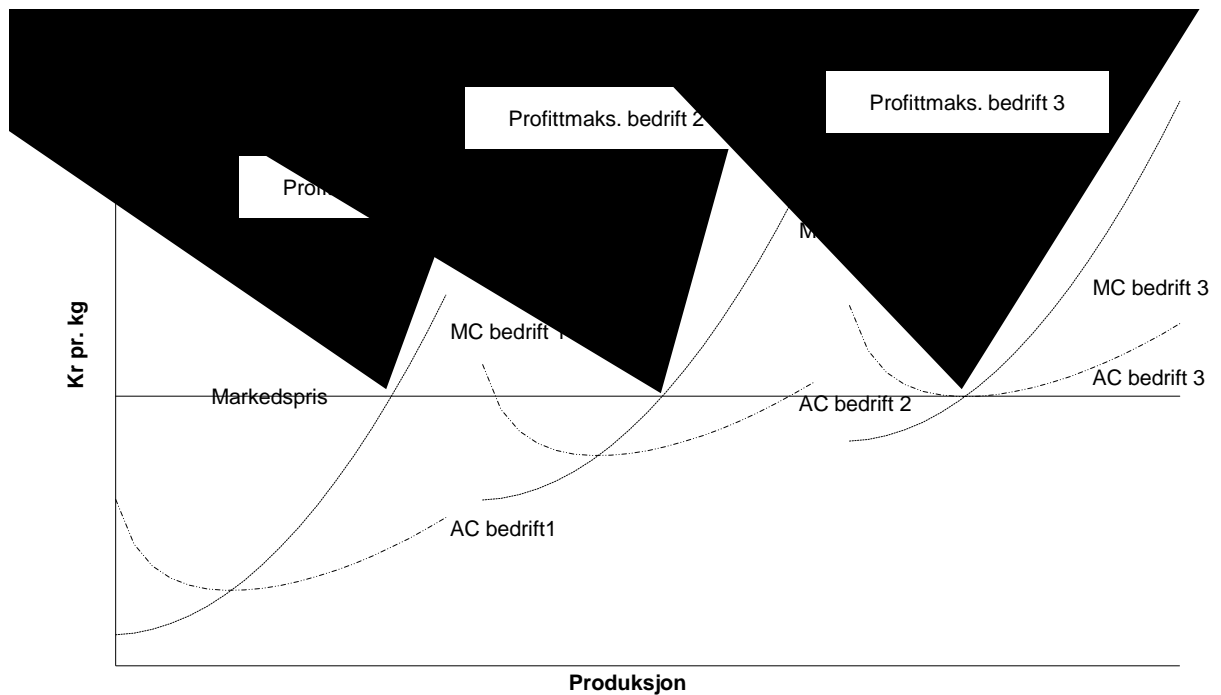 Profittmaks. bedrift 3
Profittmaks. bedrift 2
MC bedrift 3
Kr pr. kg
MC bedrift
AC bedrift 3
Markedspris
AC bedrift 2
AC bedrift1
Produksjon